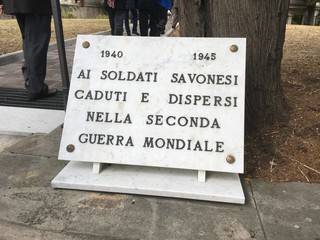 1940 1945
AI SOLDATI SAVONESI
CADUTI E DISPERSI
NELLA SECONDA
GUERRA MONDIALE